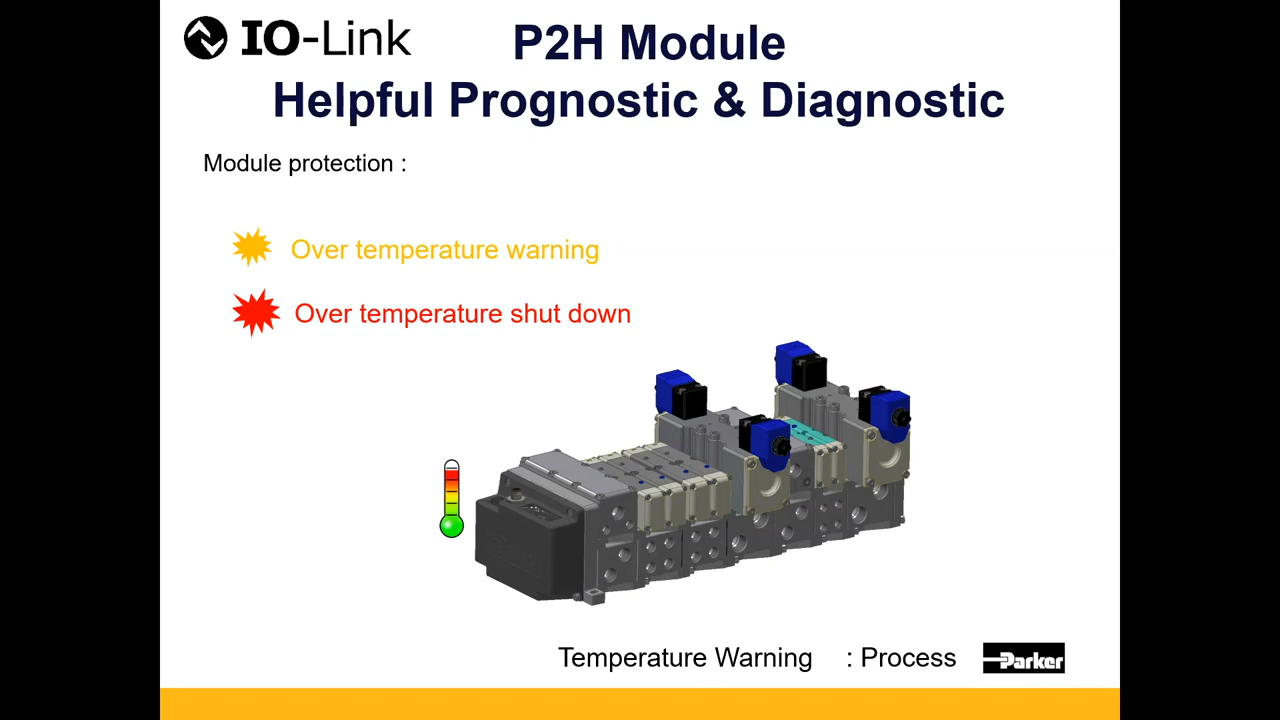 IO-Link
P2H Module
Helpful Prognostic & Diagnostic
Module protection :
Over temperature warning
Over temperature shut down
Temperature Warning : Process
Parker